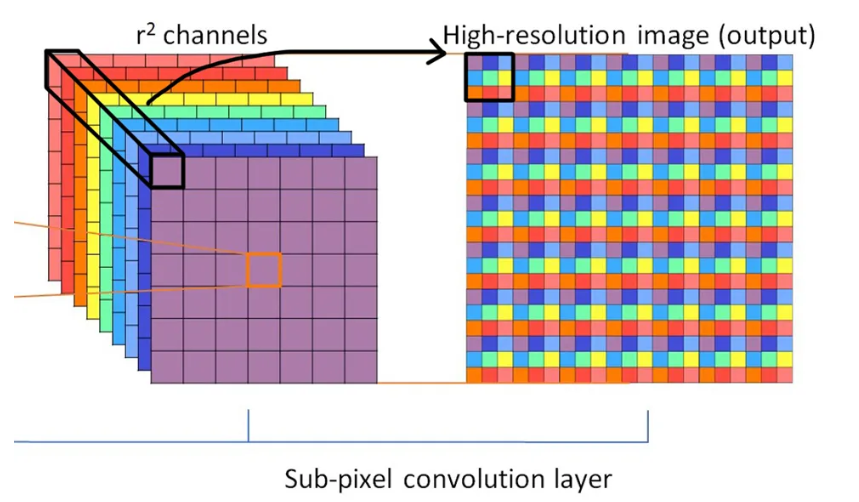 r² channels
High-resolution image (output)
Sub-pixel convolution layer